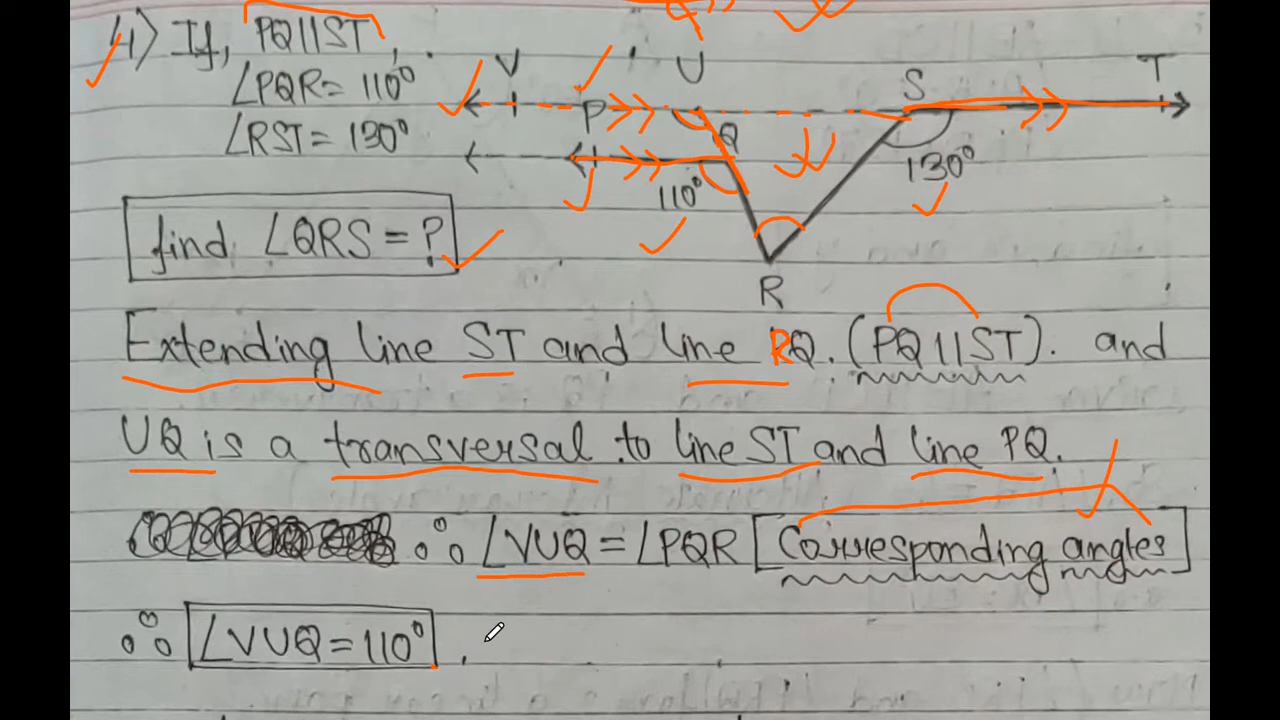 4) If, PQ||ST, .
∠PQR = 110°
∠RST = 130°
V U S T
P
Q
110° 130°
find ∠QRS = ?
R
Extending line ST and line RQ. (PQ||ST). and
UQ is a transversal to line ST and line PQ.
∴ ∠VUQ = ∠PQR [Corresponding angles]
∴ ∠VUQ = 110°.